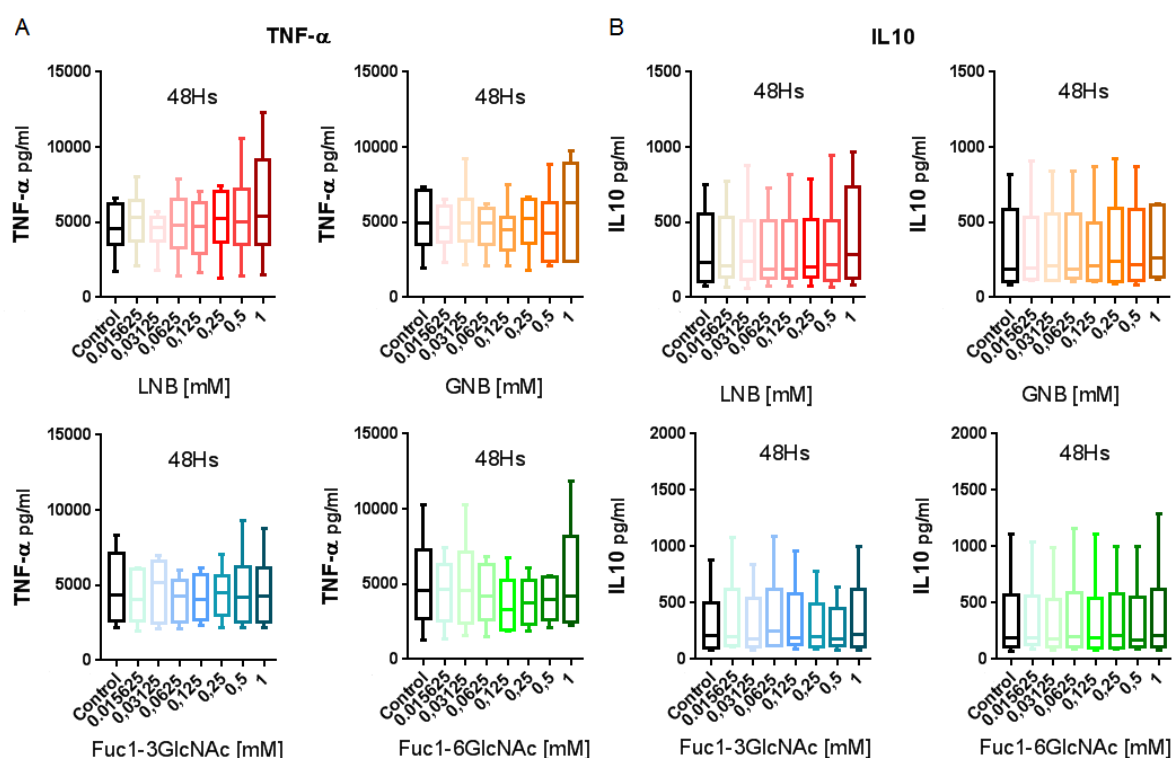 A
TNF-α
B
IL10
TNF-α pg/ml
15000
10000
5000
0
48Hs
Control
0.015625
0,03125
0,0625
0,125
0,25
0,5
1
LNB [mM]
TNF-α pg/ml
15000
10000
5000
0
48Hs
Control
0.015625
0,03125
0,0625
0,125
0,25
0,5
1
GNB [mM]
IL10 pg/ml
1500
1000
500
0
48Hs
Control
0.015625
0,03125
0,0625
0,125
0,25
0,5
1
LNB [mM]
IL10 pg/ml
1500
1000
500
0
48Hs
Control
0.015625
0,03125
0,0625
0,125
0,25
0,5
1
GNB [mM]
TNF-α pg/ml
15000
10000
5000
0
48Hs
Control
0.015625
0,03125
0,0625
0,125
0,25
0,5
1
Fuc1-3GlcNAc [mM]
TNF-α pg/ml
15000
10000
5000
0
48Hs
Control
0.015625
0,03125
0,0625
0,125
0,25
0,5
1
Fuc1-6GlcNAc [mM]
IL10 pg/ml
2000
1500
1000
500
0
48Hs
Control
0.015625
0,03125
0,0625
0,125
0,25
0,5
1
Fuc1-3GlcNAc [mM]
IL10 pg/ml
2000
1500
1000
500
0
48Hs
Control
0.015625
0,03125
0,0625
0,125
0,25
0,5
1
Fuc1-6GlcNAc [mM]